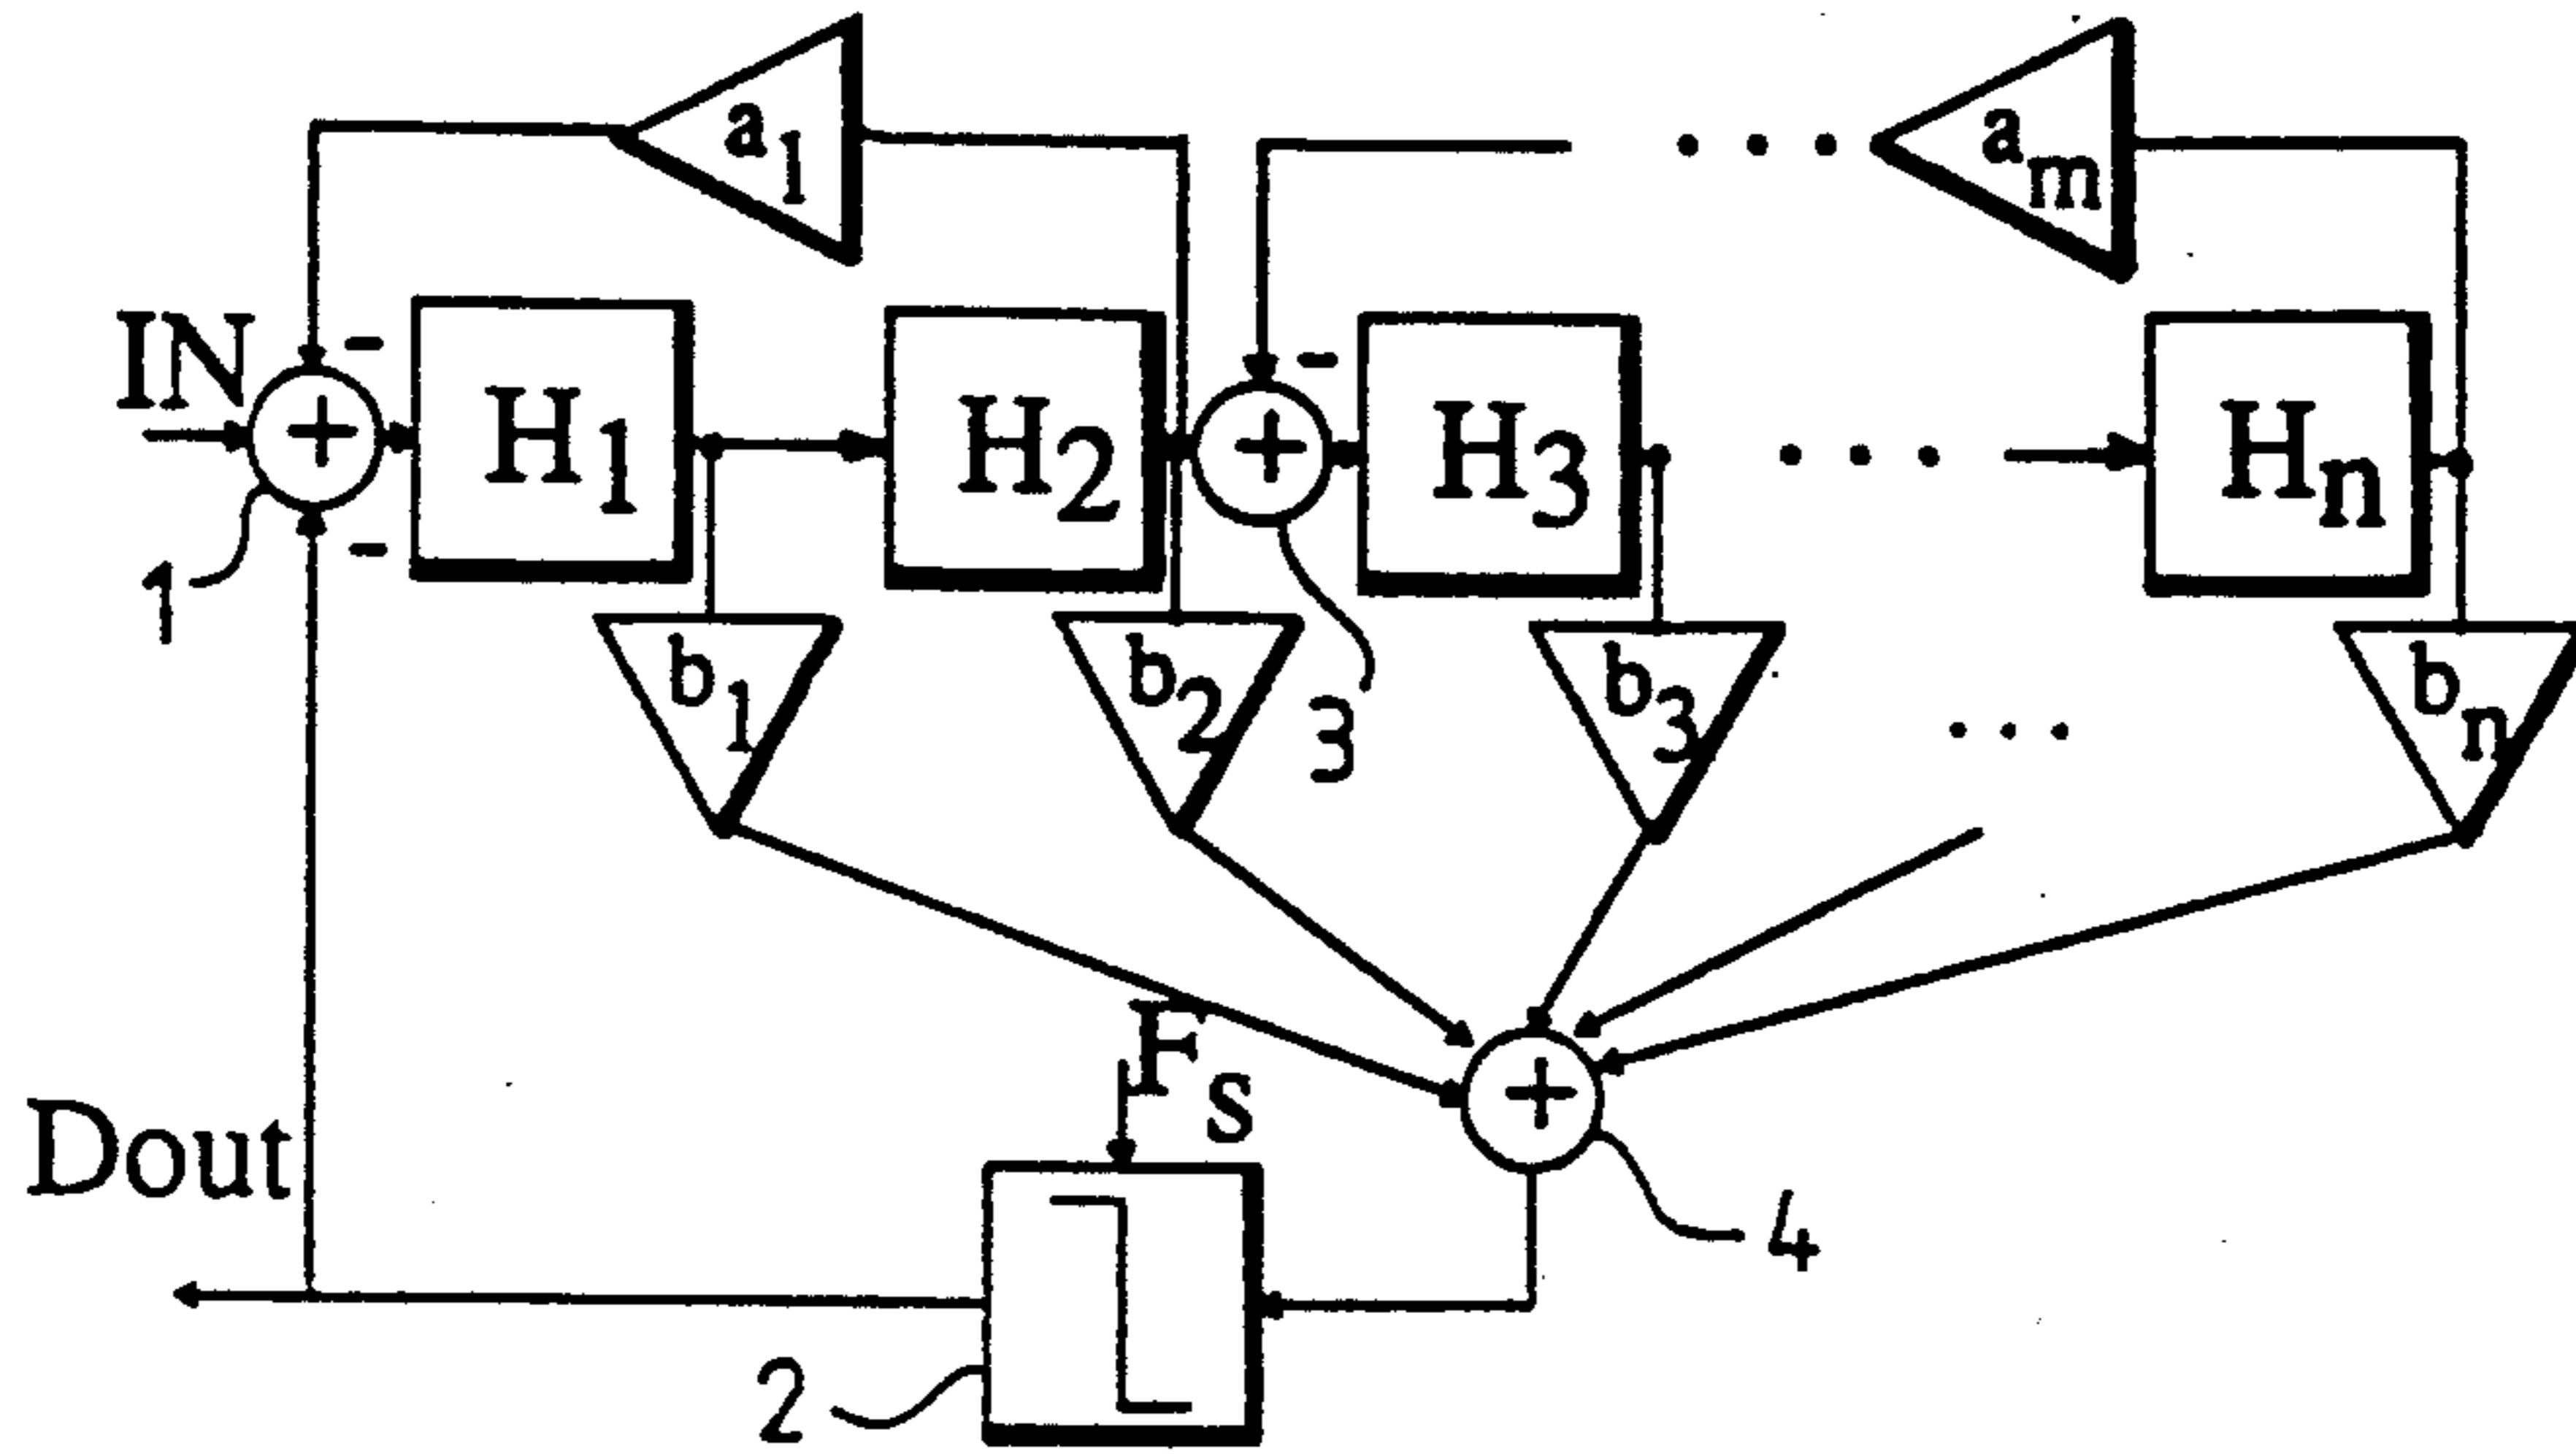 a1
am
IN
H1
H2
H3
Hn
-
-
-
+
+
1
b1
b2
3
b3
bn
Fs
+
Dout
4
2